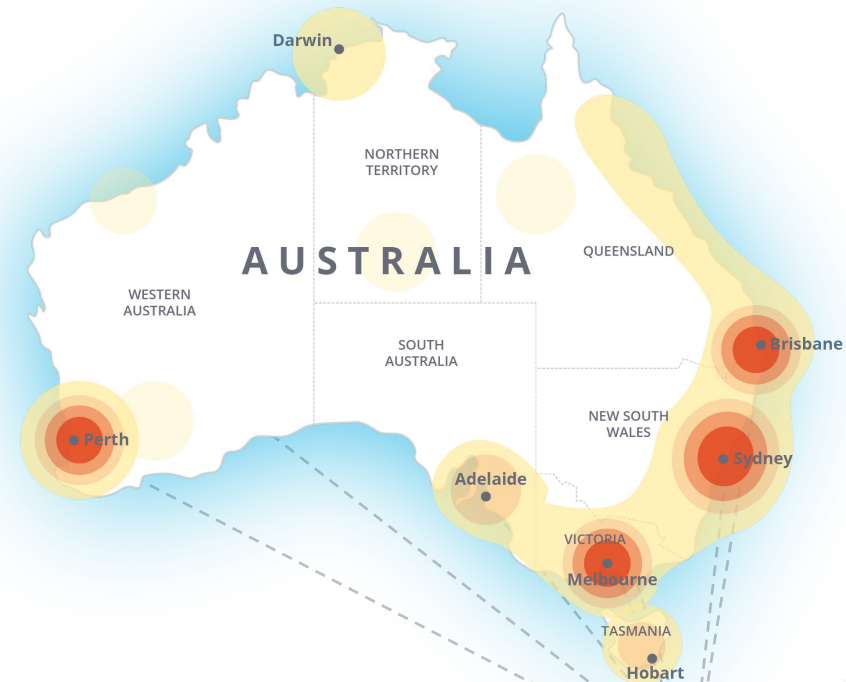 Darwin
NORTHERN
TERRITORY
AUSTRALIA
QUEENSLAND
WESTERN
AUSTRALIA
SOUTH
AUSTRALIA
Brisbane
NEW SOUTH
WALES
Perth
Sydney
Adelaide
VICTORIA
Melbourne
TASMANIA
Hobart